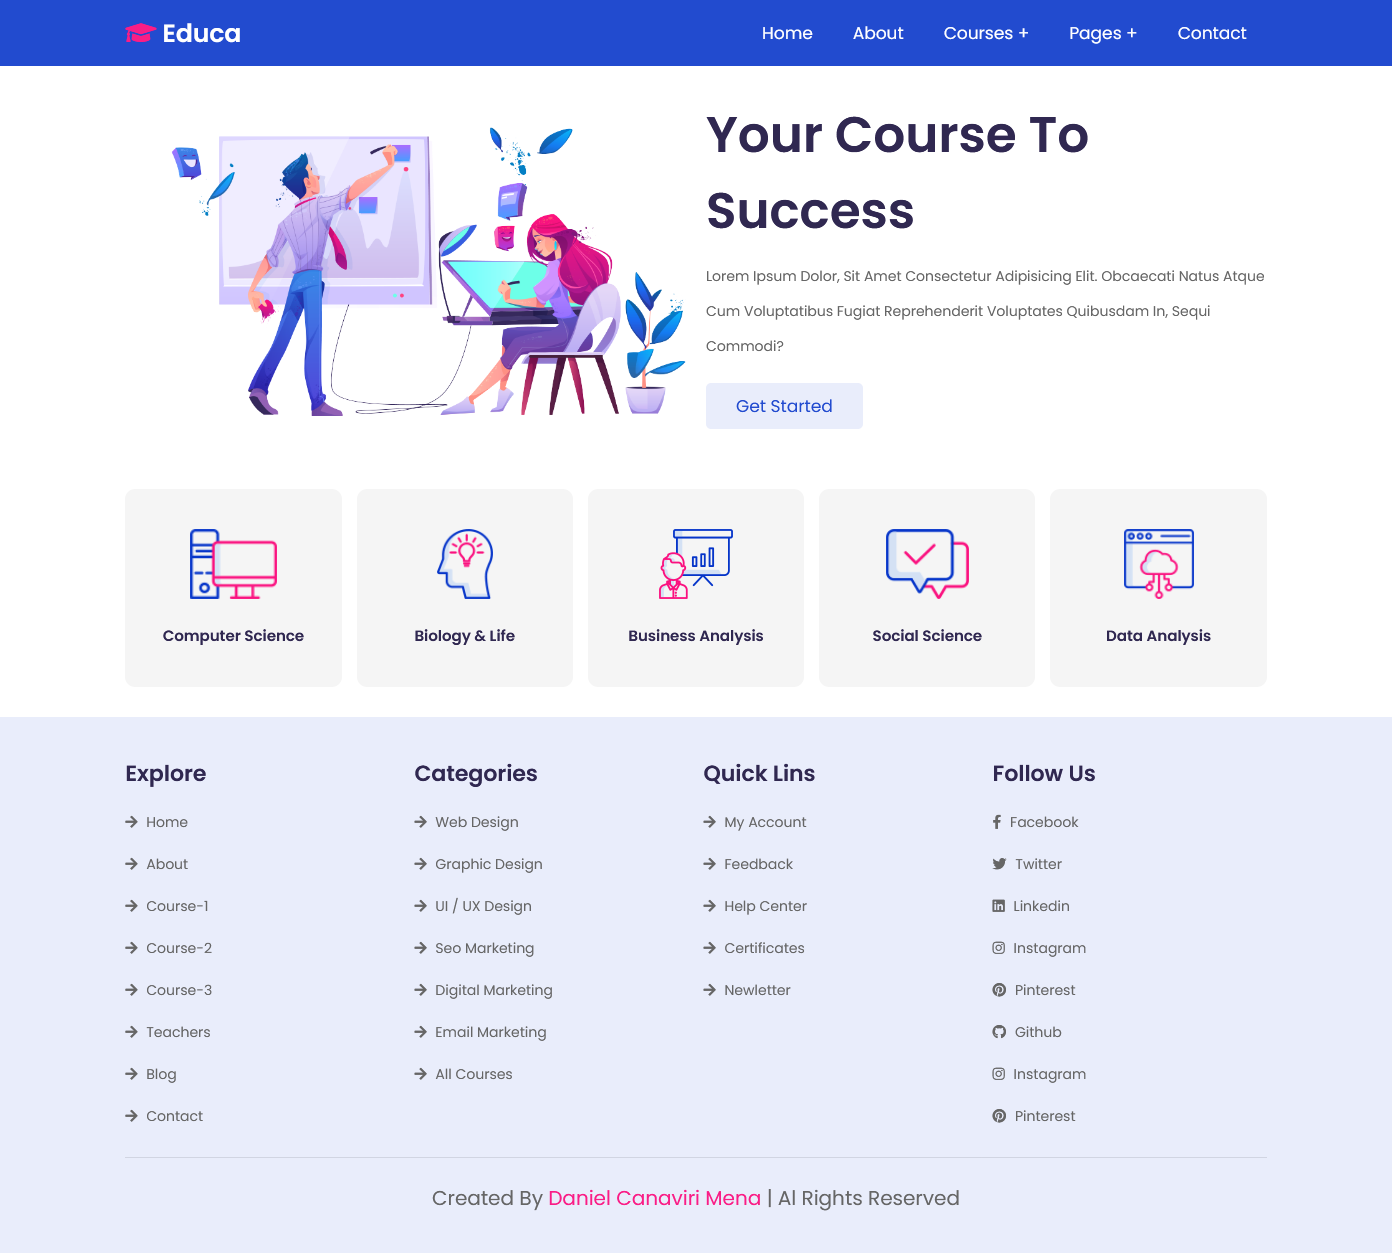 Educa
Home About Courses + Pages + Contact
Your Course To
Success
Lorem Ipsum Dolor, Sit Amet Consectetur Adipisicing Elit. Obcaecati Natus Atque
Cum Voluptatibus Fugiat Reprehenderit Voluptates Quibusdam In, Sequi
Commodi?
Get Started
Computer Science
Biology & Life
Business Analysis
Social Science
Data Analysis
Explore
Home
About
Course-1
Course-2
Course-3
Teachers
Blog
Contact
Categories
Web Design
Graphic Design
UI / UX Design
Seo Marketing
Digital Marketing
Email Marketing
All Courses
Quick Lins
My Account
Feedback
Help Center
Certificates
Newletter
Follow Us
Facebook
Twitter
Linkedin
Instagram
Pinterest
Github
Instagram
Pinterest
Created By Daniel Canaviri Mena | Al Rights Reserved